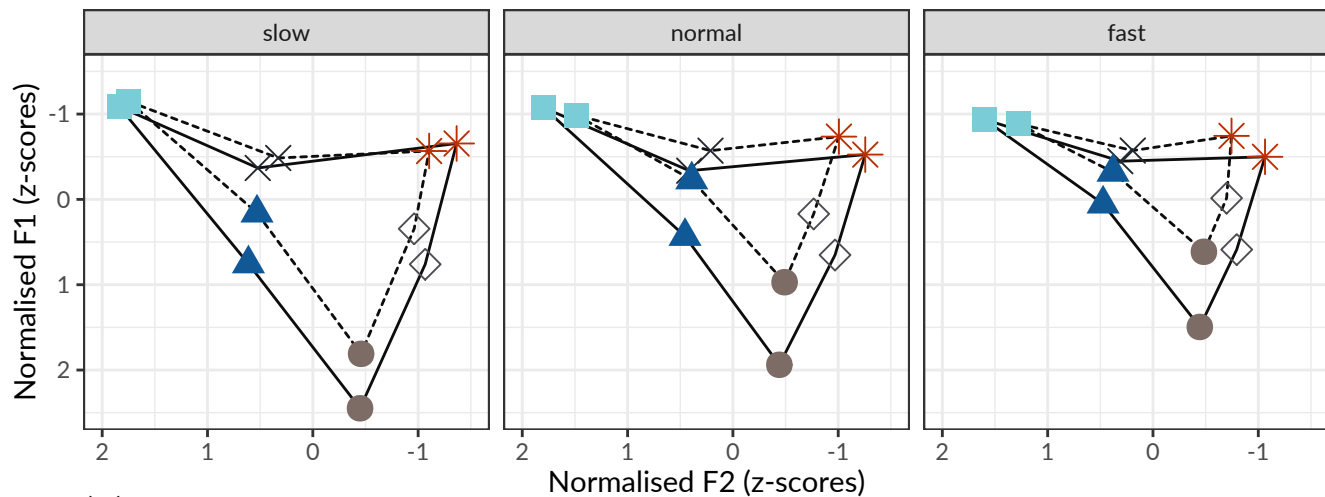 slow normal fast
Normalised F1 (z-scores)
-1
0
1
2
2 1 0 -1 2 1 0 -1 2 1 0 -1
Normalised F2 (z-scores)